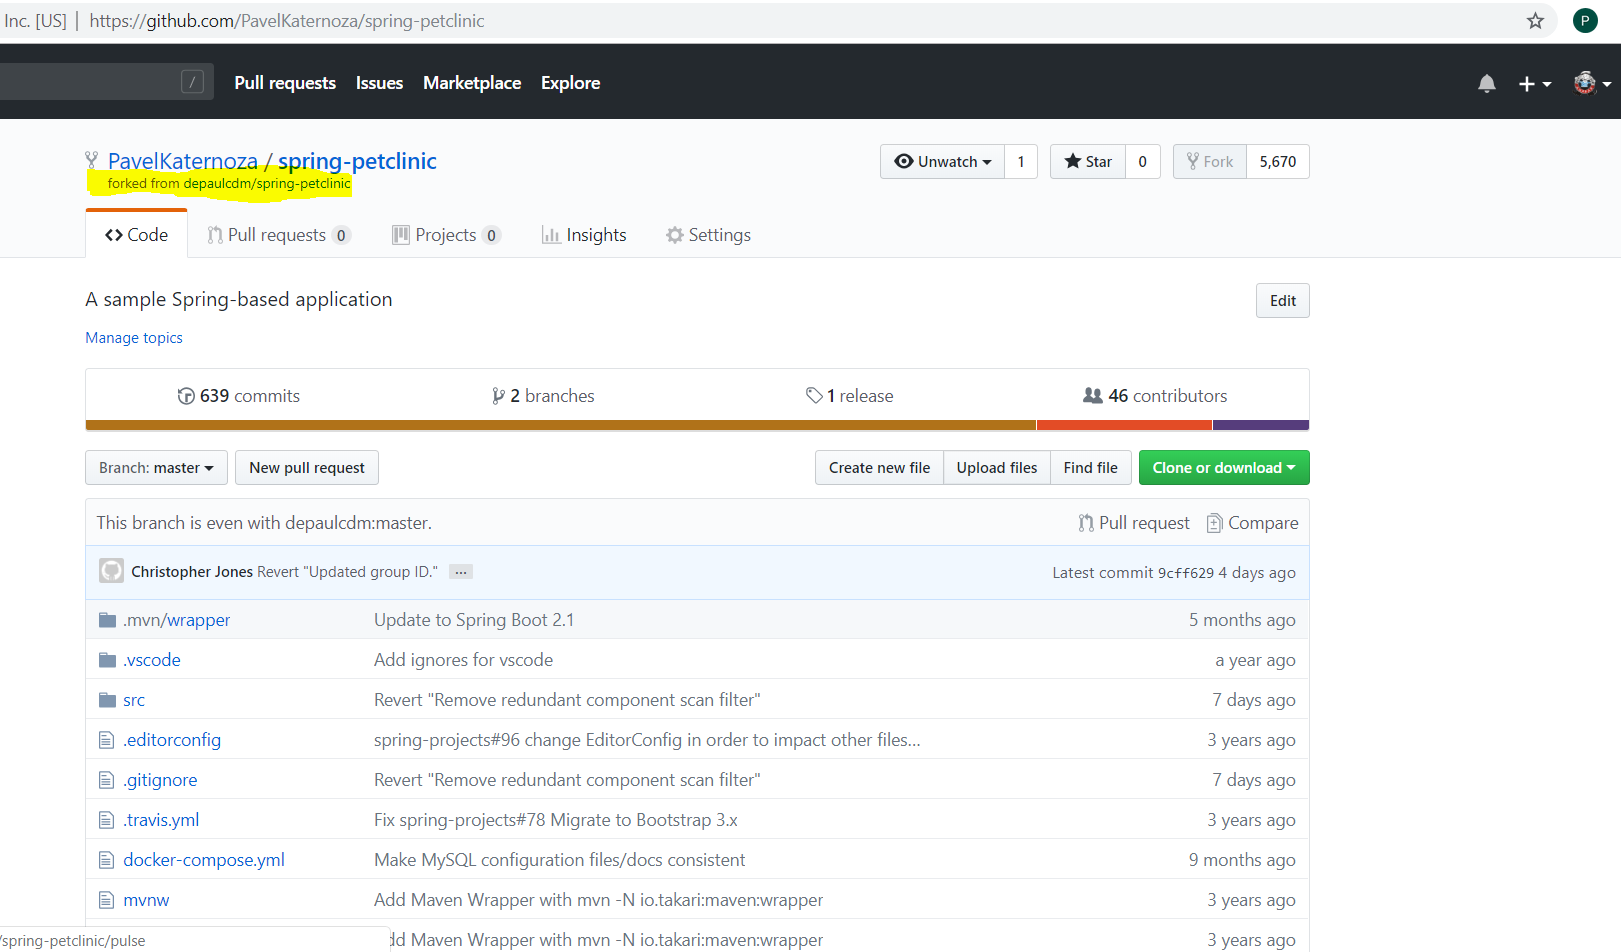 Inc. [US] | https://github.com/PavelKaternoza/spring-petclinic P
/ Pull requests Issues Marketplace Explore
PavelKaternoza / spring-petclinic Unwatch 1 Star 0 Fork 5,670
forked from depaulcdm/spring-petclinic
Code Pull requests 0 Projects 0 Insights Settings
A sample Spring-based application Edit
Manage topics
639 commits 2 branches 1 release 46 contributors
Branch: master New pull request Create new file Upload files Find file Clone or download
This branch is even with depaulcdm:master. Pull request Compare
Christopher Jones Revert "Updated group ID." ... Latest commit 9cff629 4 days ago
.mvn/wrapper Update to Spring Boot 2.1 5 months ago
.vscode Add ignores for vscode a year ago
src Revert "Remove redundant component scan filter" 7 days ago
.editorconfig spring-projects#96 change EditorConfig in order to impact other files... 3 years ago
.gitignore Revert "Remove redundant component scan filter" 7 days ago
.travis.yml Fix spring-projects#78 Migrate to Bootstrap 3.x 3 years ago
docker-compose.yml Make MySQL configuration files/docs consistent 9 months ago
mvnw Add Maven Wrapper with mvn -N io.takari:maven:wrapper 3 years ago
/spring-petclinic/pulse dd Maven Wrapper with mvn -N io.takari:maven:wrapper 3 years ago